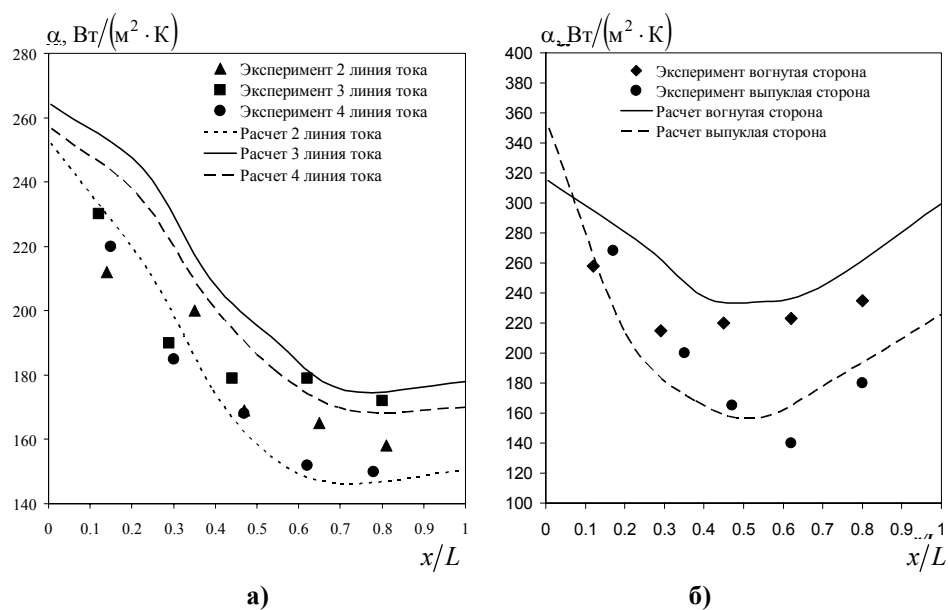 α, Вт/(м² · К)
280
260
240
220
200
180
160
140
0 0.1 0.2 0.3 0.4 0.5 0.6 0.7 0.8 0.9 1
x/L
Эксперимент 2 линия тока
Эксперимент 3 линия тока
Эксперимент 4 линия тока
Расчет 2 линия тока
Расчет 3 линия тока
Расчет 4 линия тока
а)
α, Вт/(м² · К)
400
380
360
340
320
300
280
260
240
220
200
180
160
140
120
100
0 0.1 0.2 0.3 0.4 0.5 0.6 0.7 0.8 0.9 1
x/L
Эксперимент вогнутая сторона
Эксперимент выпуклая сторона
Расчет вогнутая сторона
Расчет выпуклая сторона
б)